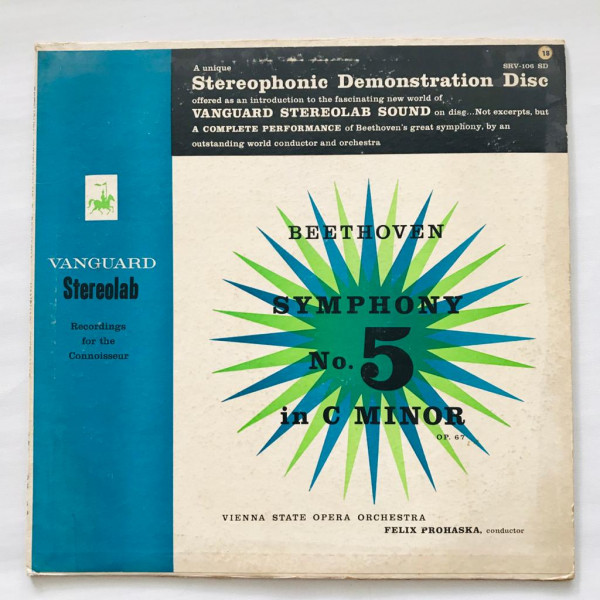 18
A unique
SRV-106 SD
Stereophonic Demonstration Disc
offered as an introduction to the fascinating new world of
VANGUARD STEREOLAB SOUND on disc...Not excerpts, but
A COMPLETE PERFORMANCE of Beethoven's great symphony, by an
outstanding world conductor and orchestra
VANGUARD
Stereolab
Recordings
for the
Connoisseur
BEETHOVEN
SYMPHONY
No. 5
in C MINOR
OP. 67
VIENNA STATE OPERA ORCHESTRA
FELIX PROHASKA, conductor